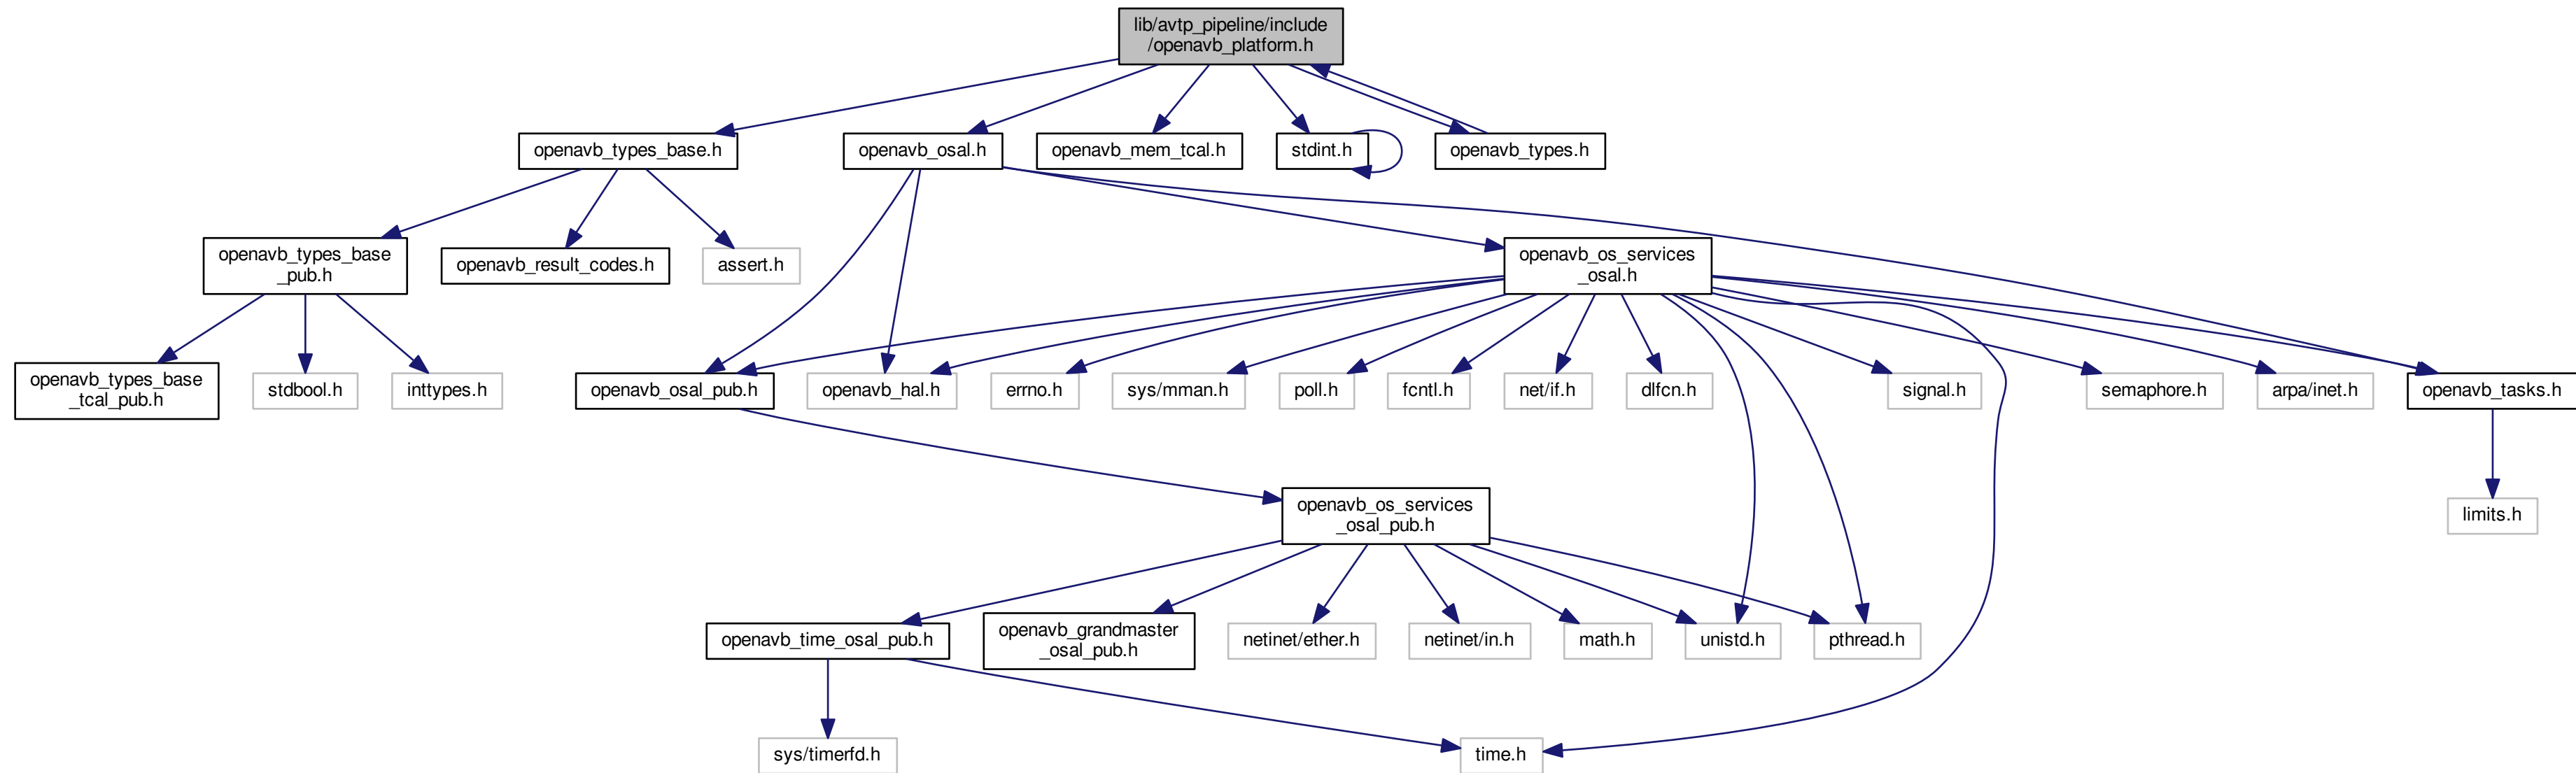 lib/avtp_pipeline/include
/openavb_platform.h
openavb_types_base.h
openavb_osal.h
openavb_mem_tcal.h
stdint.h
openavb_types.h
openavb_types_base
_pub.h
openavb_result_codes.h
assert.h
openavb_os_services
_osal.h
openavb_types_base
_tcal_pub.h
stdbool.h
inttypes.h
openavb_osal_pub.h
openavb_hal.h
errno.h
sys/mman.h
poll.h
fcntl.h
net/if.h
dlfcn.h
signal.h
semaphore.h
arpa/inet.h
openavb_tasks.h
openavb_os_services
_osal_pub.h
limits.h
openavb_time_osal_pub.h
openavb_grandmaster
_osal_pub.h
netinet/ether.h
netinet/in.h
math.h
unistd.h
pthread.h
sys/timerfd.h
time.h